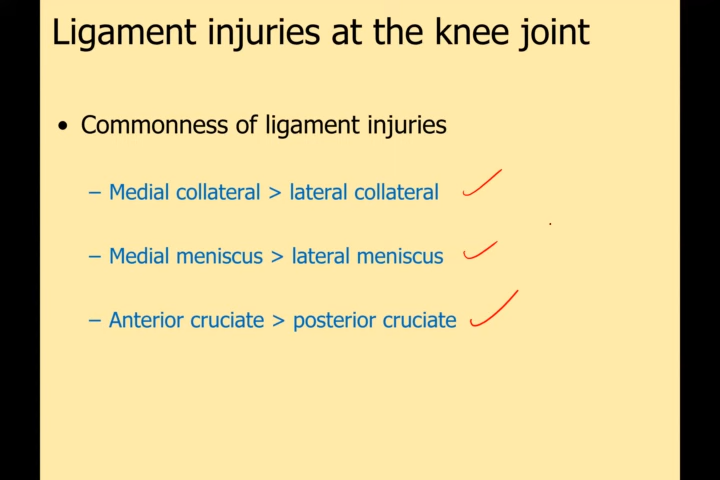 Ligament injuries at the knee joint
• Commonness of ligament injuries
– Medial collateral > lateral collateral
– Medial meniscus > lateral meniscus
– Anterior cruciate > posterior cruciate